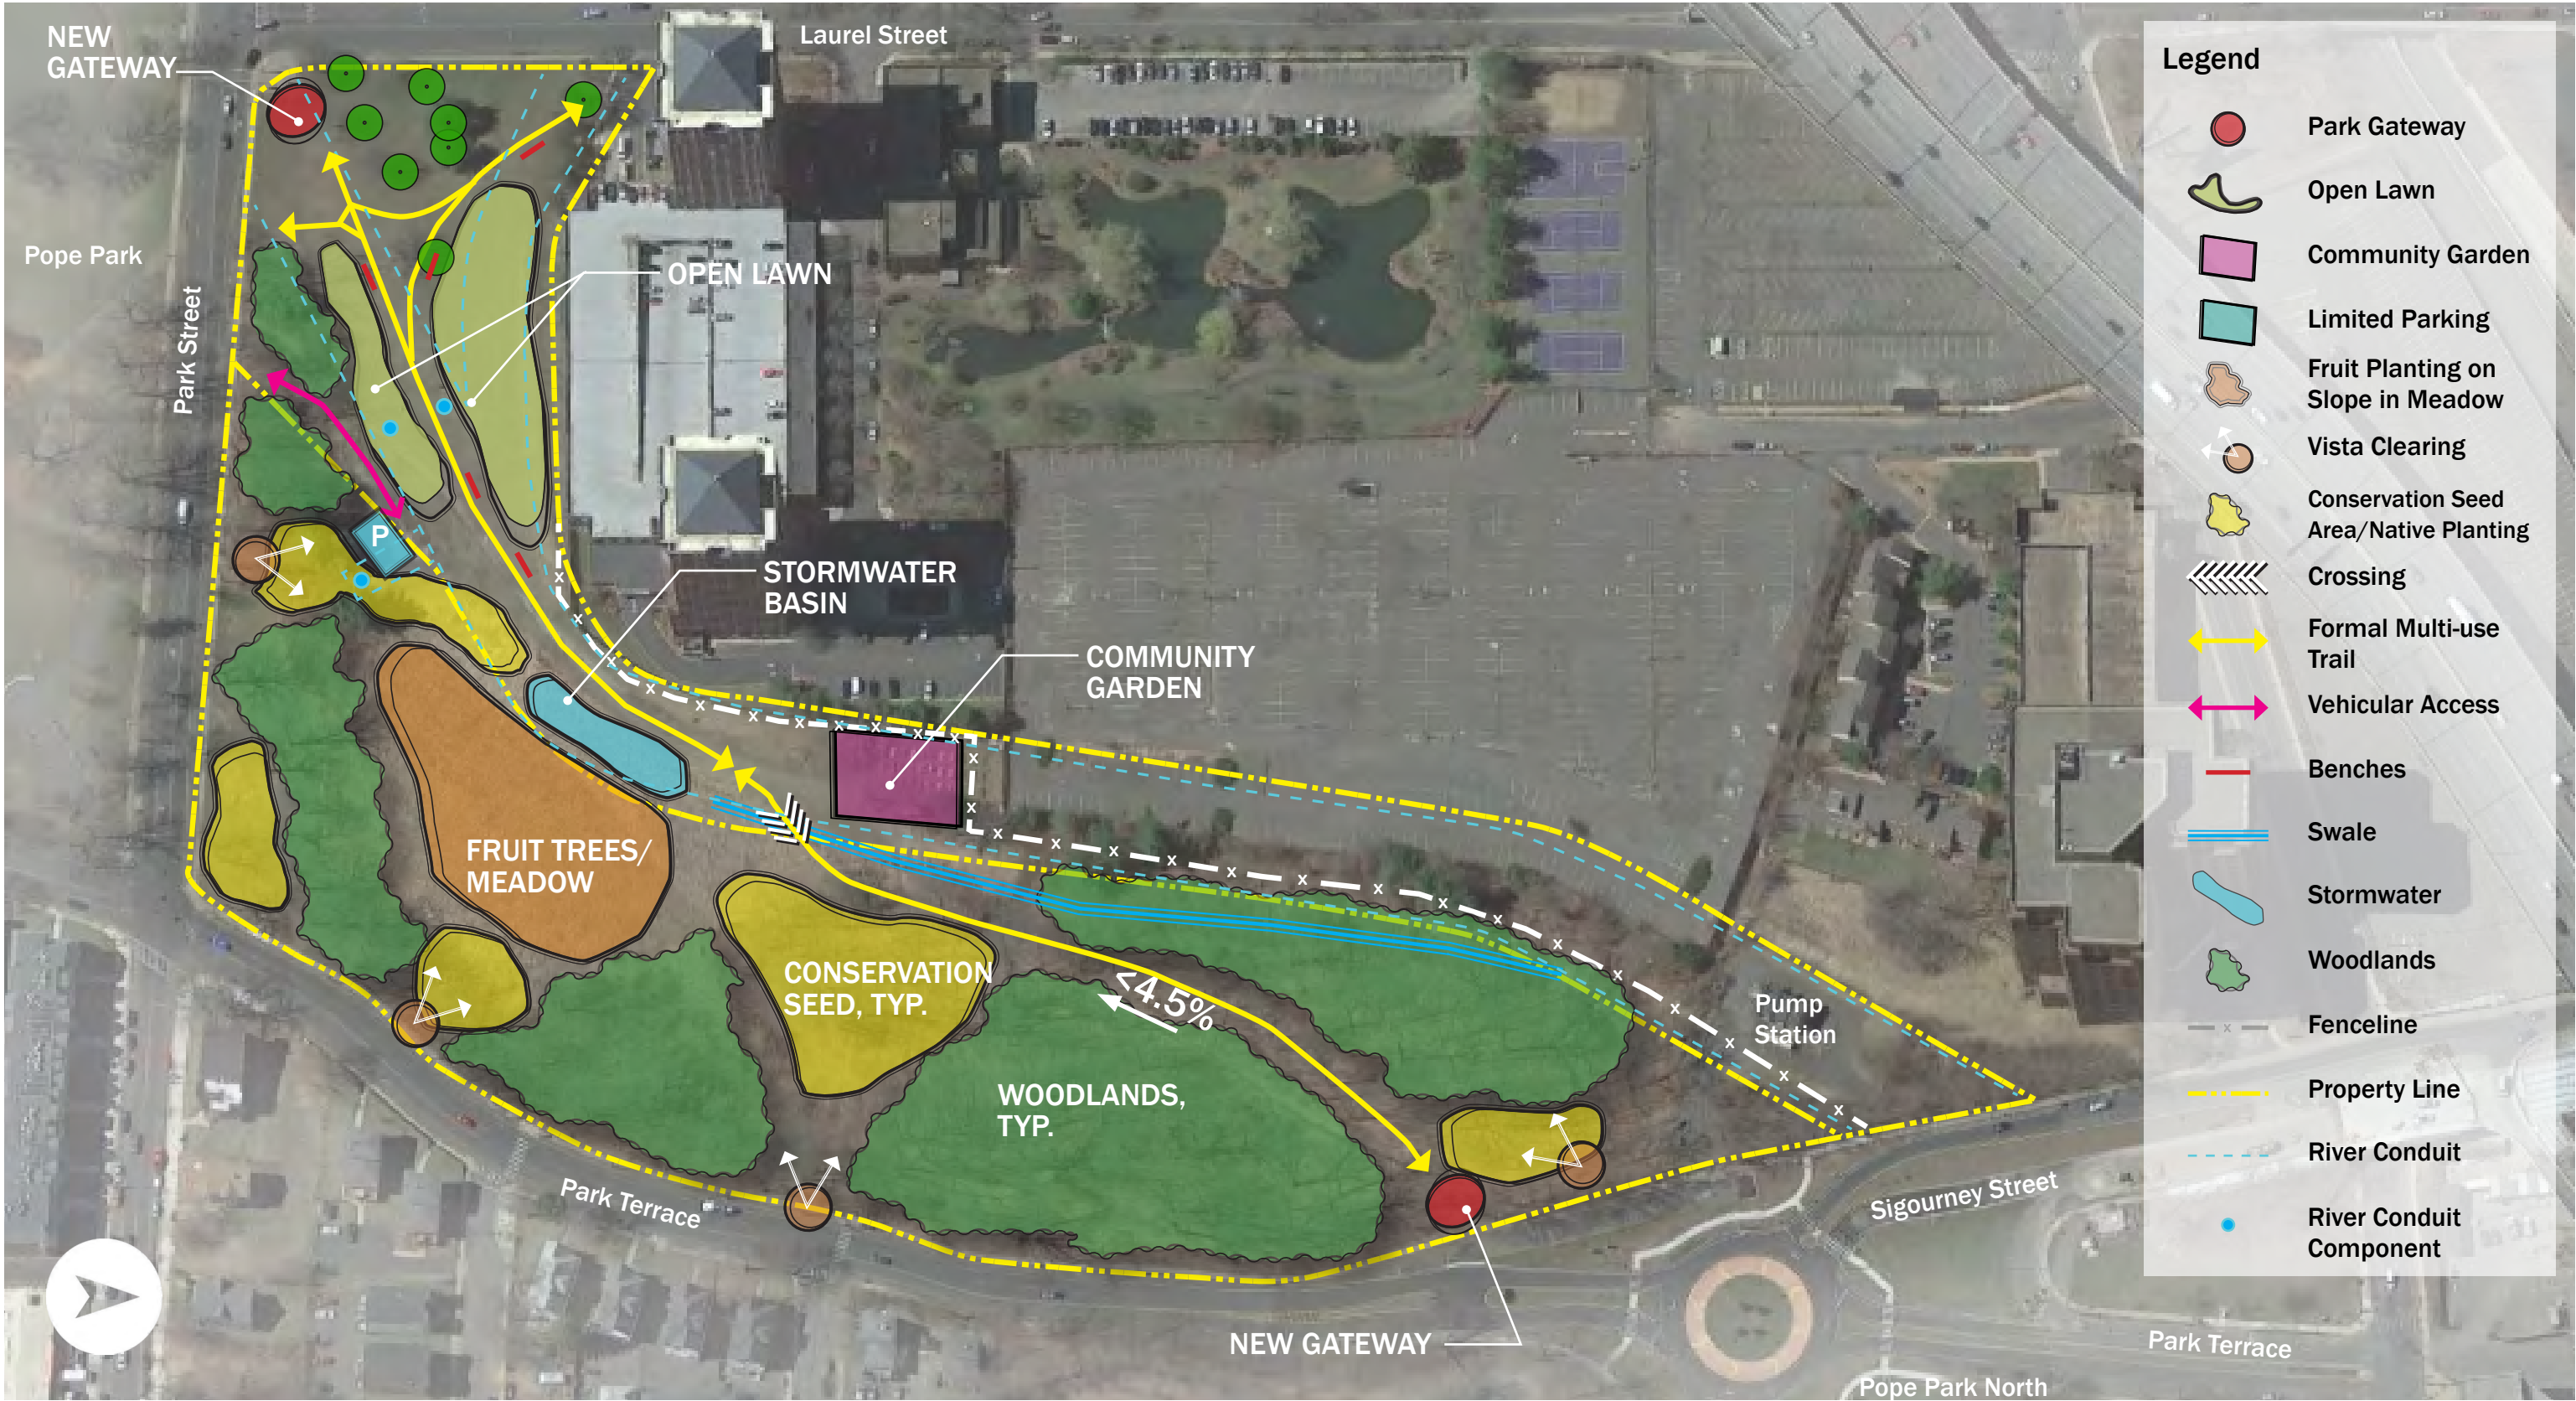 NEW
GATEWAY
Laurel Street
Pope Park
Park Street
OPEN LAWN
P
STORMWATER
BASIN
COMMUNITY
GARDEN
FRUIT TREES/
MEADOW
CONSERVATION
SEED, TYP.
<4.5%
WOODLANDS,
TYP.
Pump
Station
Park Terrace
Sigourney Street
NEW GATEWAY
Park Terrace
Pope Park North
Legend
Park Gateway
Open Lawn
Community Garden
Limited Parking
Fruit Planting on
Slope in Meadow
Vista Clearing
Conservation Seed
Area/Native Planting
Crossing
Formal Multi-use
Trail
Vehicular Access
Benches
Swale
Stormwater
Woodlands
Fenceline
Property Line
River Conduit
River Conduit
Component